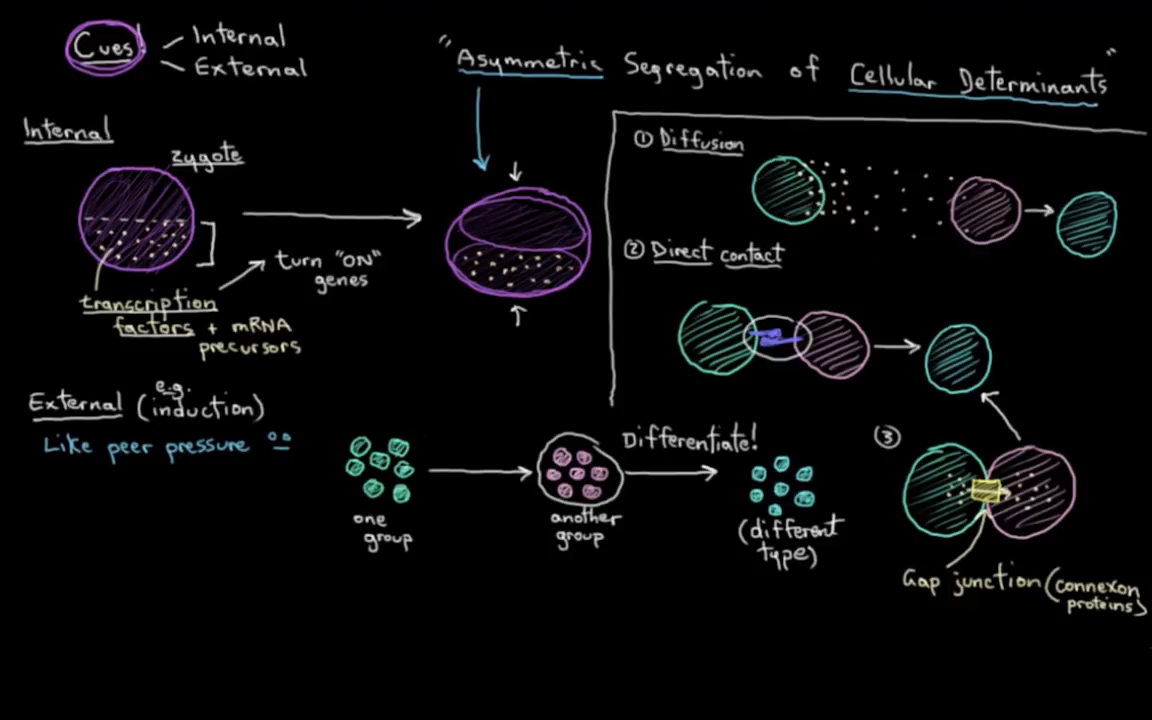 Cues!
Internal
External
"Asymmetric Segregation of Cellular Determinants"
Internal
zygote
transcription
factors + mRNA
precursors
turn "ON"
genes
① Diffusion
② Direct contact
External (e.g. induction)
Like peer pressure
one
group
another
group
Differentiate!
(different
type)
③
Gap junction (connexon
proteins)